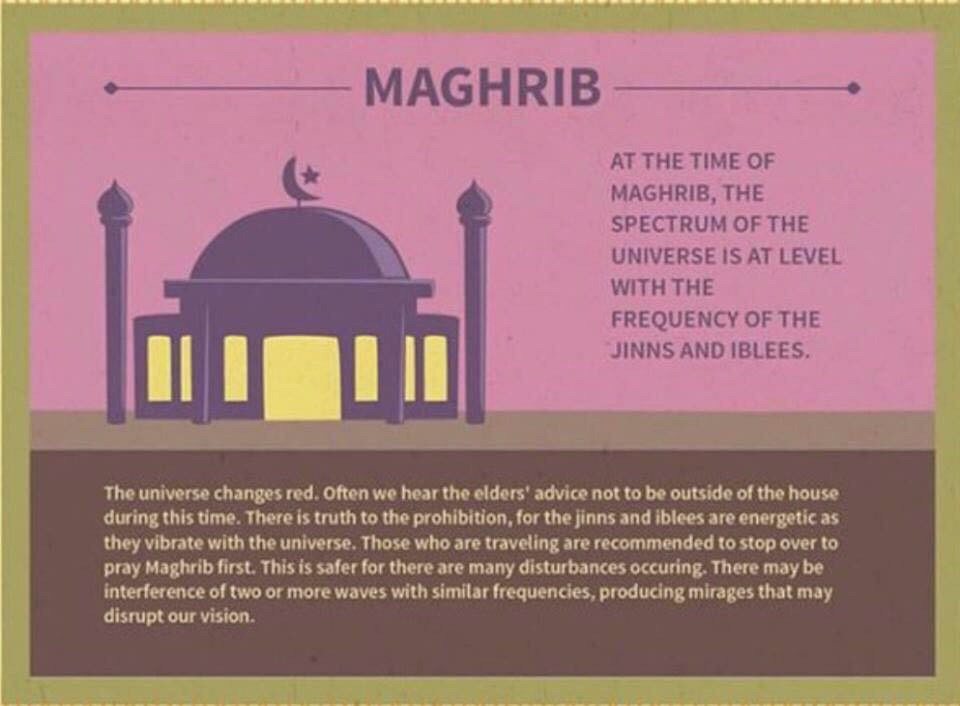 MAGHRIB
AT THE TIME OF
MAGHRIB, THE
SPECTRUM OF THE
UNIVERSE IS AT LEVEL
WITH THE
FREQUENCY OF THE
JINNS AND IBLEES.
The universe changes red. Often we hear the elders' advice not to be outside of the house
during this time. There is truth to the prohibition, for the jinns and iblees are energetic as
they vibrate with the universe. Those who are traveling are recommended to stop over to
pray Maghrib first. This is safer for there are many disturbances occuring. There may be
interference of two or more waves with similar frequencies, producing mirages that may
disrupt our vision.